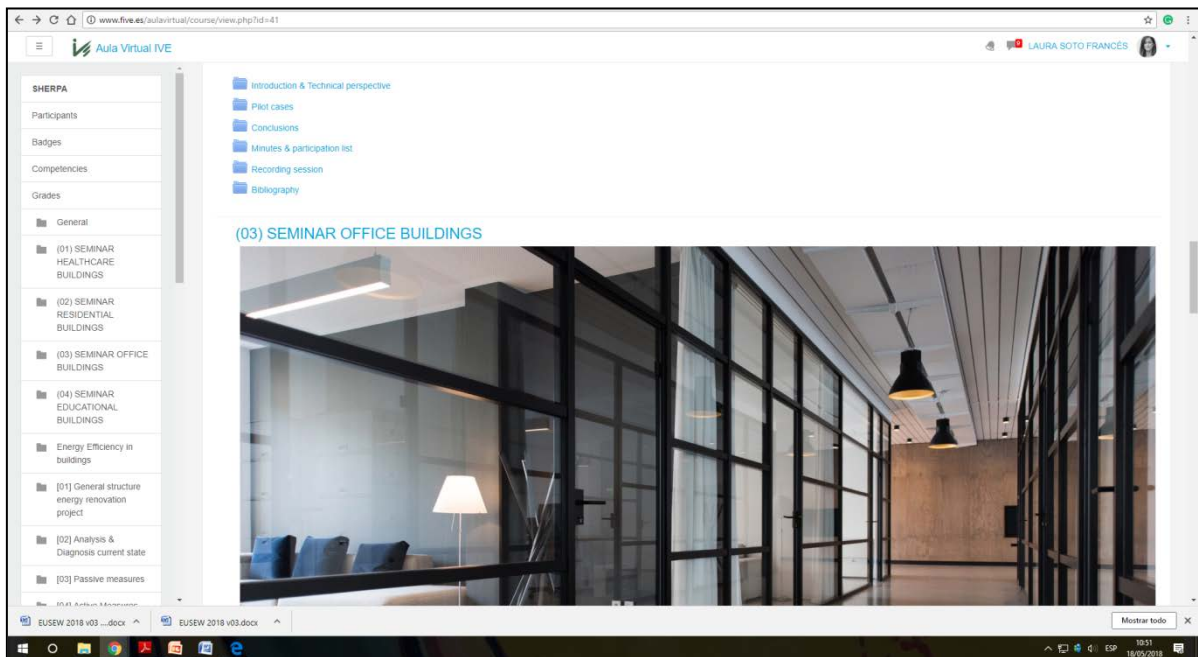 www.five.es/aulavirtual/course/view.php?id=41
Aula Virtual IVE
LAURA SOTO FRANCÉS
SHERPA
Participants
Badges
Competencies
Grades
General
(01) SEMINAR
HEALTHCARE
BUILDINGS
(02) SEMINAR
RESIDENTIAL
BUILDINGS
(03) SEMINAR OFFICE
BUILDINGS
(04) SEMINAR
EDUCATIONAL
BUILDINGS
Energy Efficiency in
buildings
[01] General structure
energy renovation
project
[02] Analysis &
Diagnosis current state
[03] Passive measures
[04] Active Measures
Introduction & Technical perspective
Pilot cases
Conclusions
Minutes & participation list
Recording session
Bibliography
(03) SEMINAR OFFICE BUILDINGS
EUSEW 2018 v03 ....docx
EUSEW 2018 v03.docx
Mostrar todo
ESP
10:51
18/05/2018